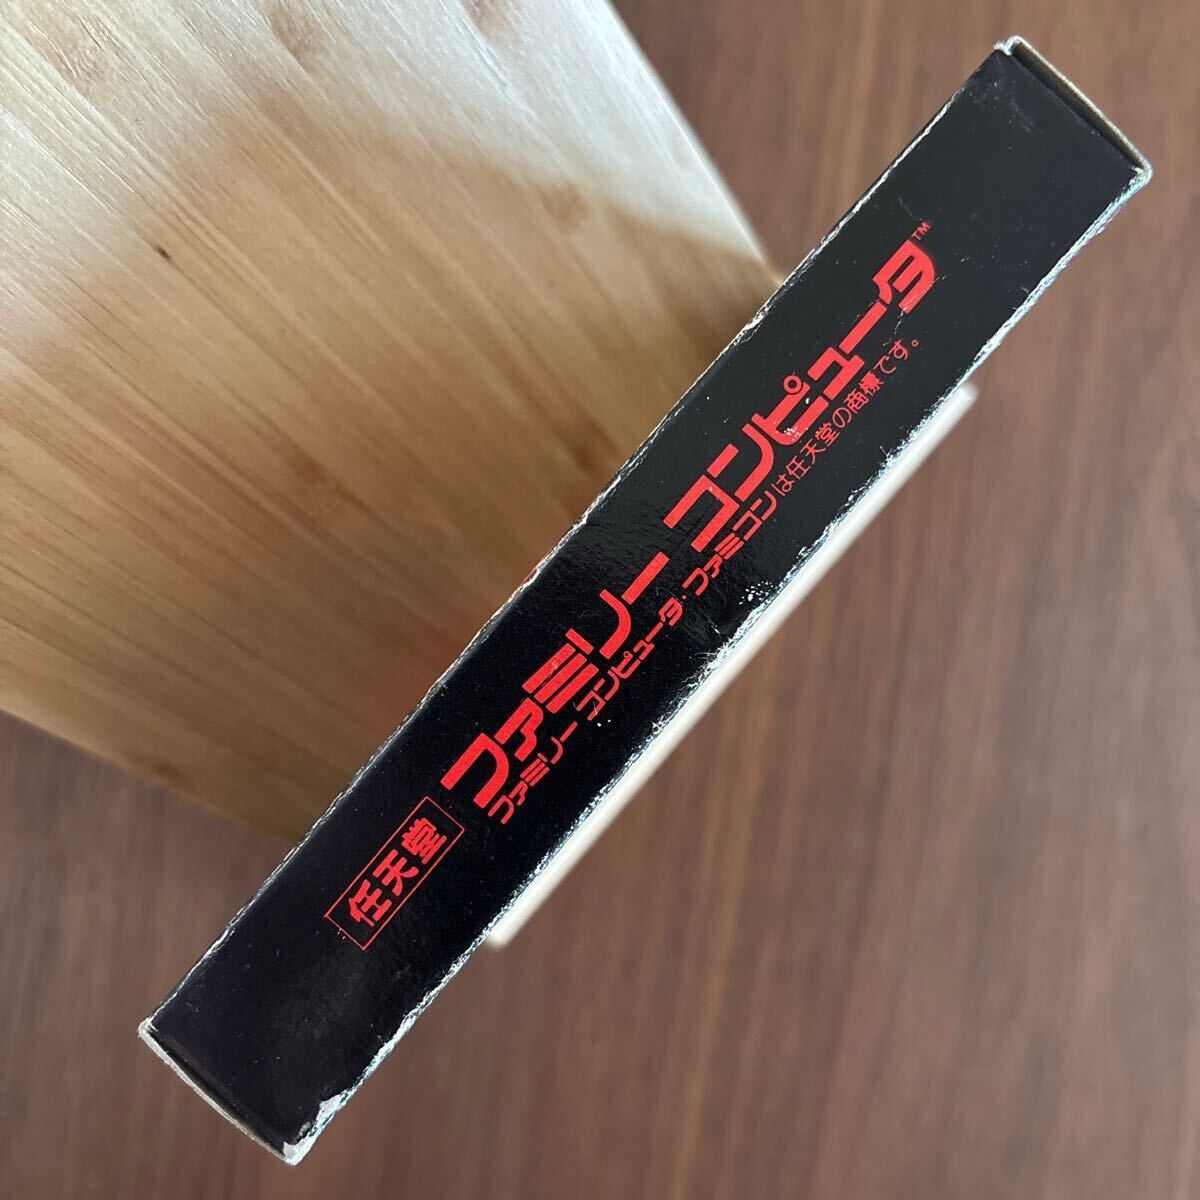 任天堂 ファミリー コンピュータ™
ファミリー コンピュータ・ファミコンは任天堂の商標です。